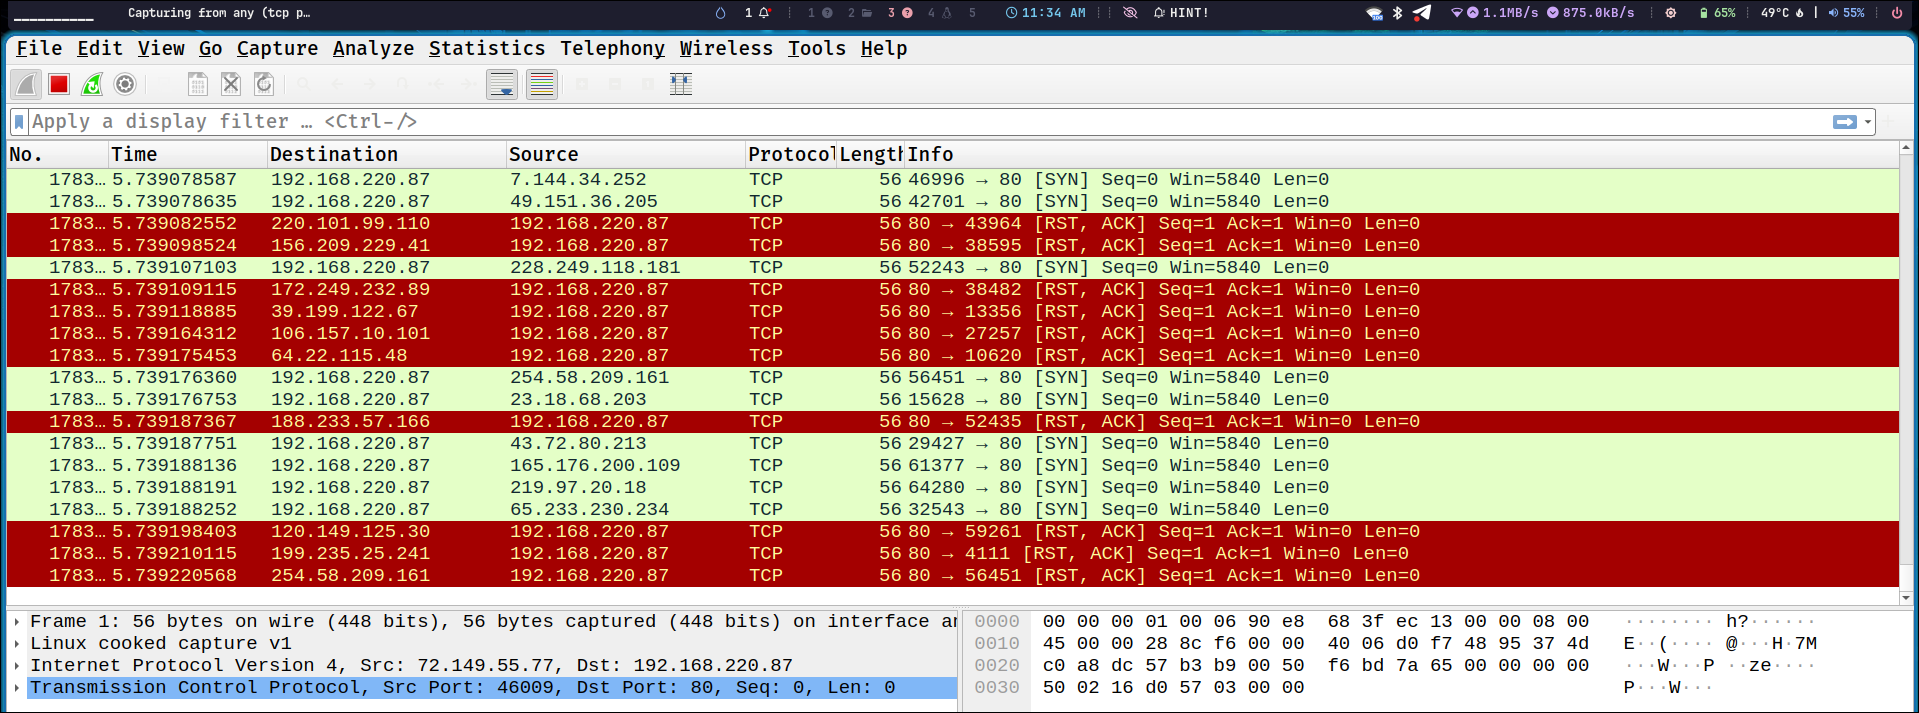 __________ Capturing from any (tcp p… 1 1 2 3 4 5 11:34 AM HINT! 100 1.1MB/s 875.0kB/s 65% 49°C 55%
File Edit View Go Capture Analyze Statistics Telephony Wireless Tools Help
Apply a display filter … <Ctrl-/>
No. Time Destination Source Protocol Length Info
1783… 5.739078587 192.168.220.87 7.144.34.252 TCP 56 46996 → 80 [SYN] Seq=0 Win=5840 Len=0
1783… 5.739078635 192.168.220.87 49.151.36.205 TCP 56 42701 → 80 [SYN] Seq=0 Win=5840 Len=0
1783… 5.739082552 220.101.99.110 192.168.220.87 TCP 56 80 → 43964 [RST, ACK] Seq=1 Ack=1 Win=0 Len=0
1783… 5.739098524 156.209.229.41 192.168.220.87 TCP 56 80 → 38595 [RST, ACK] Seq=1 Ack=1 Win=0 Len=0
1783… 5.739107103 192.168.220.87 228.249.118.181 TCP 56 52243 → 80 [SYN] Seq=0 Win=5840 Len=0
1783… 5.739109115 172.249.232.89 192.168.220.87 TCP 56 80 → 38482 [RST, ACK] Seq=1 Ack=1 Win=0 Len=0
1783… 5.739118885 39.199.122.67 192.168.220.87 TCP 56 80 → 13356 [RST, ACK] Seq=1 Ack=1 Win=0 Len=0
1783… 5.739164312 106.157.10.101 192.168.220.87 TCP 56 80 → 27257 [RST, ACK] Seq=1 Ack=1 Win=0 Len=0
1783… 5.739175453 64.22.115.48 192.168.220.87 TCP 56 80 → 10620 [RST, ACK] Seq=1 Ack=1 Win=0 Len=0
1783… 5.739176360 192.168.220.87 254.58.209.161 TCP 56 56451 → 80 [SYN] Seq=0 Win=5840 Len=0
1783… 5.739176753 192.168.220.87 23.18.68.203 TCP 56 15628 → 80 [SYN] Seq=0 Win=5840 Len=0
1783… 5.739187367 188.233.57.166 192.168.220.87 TCP 56 80 → 52435 [RST, ACK] Seq=1 Ack=1 Win=0 Len=0
1783… 5.739187751 192.168.220.87 43.72.80.213 TCP 56 29427 → 80 [SYN] Seq=0 Win=5840 Len=0
1783… 5.739188136 192.168.220.87 165.176.200.109 TCP 56 61377 → 80 [SYN] Seq=0 Win=5840 Len=0
1783… 5.739188191 192.168.220.87 219.97.20.18 TCP 56 64280 → 80 [SYN] Seq=0 Win=5840 Len=0
1783… 5.739188252 192.168.220.87 65.233.230.234 TCP 56 32543 → 80 [SYN] Seq=0 Win=5840 Len=0
1783… 5.739198403 120.149.125.30 192.168.220.87 TCP 56 80 → 59261 [RST, ACK] Seq=1 Ack=1 Win=0 Len=0
1783… 5.739210115 199.235.25.241 192.168.220.87 TCP 56 80 → 4111 [RST, ACK] Seq=1 Ack=1 Win=0 Len=0
1783… 5.739220568 254.58.209.161 192.168.220.87 TCP 56 80 → 56451 [RST, ACK] Seq=1 Ack=1 Win=0 Len=0
Frame 1: 56 bytes on wire (448 bits), 56 bytes captured (448 bits) on interface
Linux cooked capture v1
Internet Protocol Version 4, Src: 72.149.55.77, Dst: 192.168.220.87
Transmission Control Protocol, Src Port: 46009, Dst Port: 80, Seq: 0, Len: 0
0000 00 00 00 01 00 06 90 e8 68 3f ec 13 00 00 08 00 ········ h?······
0010 45 00 00 28 8c f6 00 00 40 06 d0 f7 48 95 37 4d E··(···· @···H·7M
0020 c0 a8 dc 57 b3 b9 00 50 f6 bd 7a 65 00 00 00 00 ···W···P ··ze····
0030 50 02 16 d0 57 03 00 00 P···W···